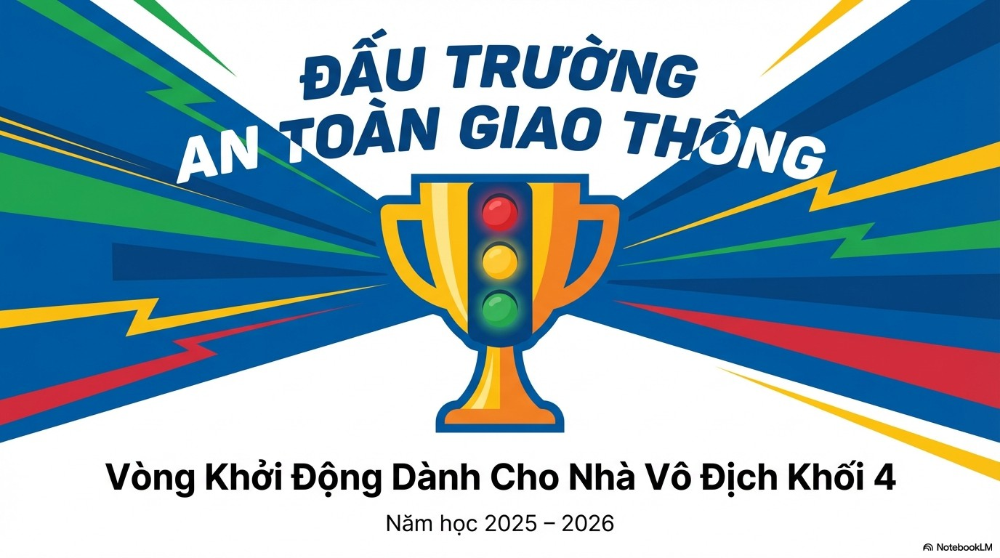 ĐẤU TRƯỜNG
AN TOÀN GIAO THÔNG
Vòng Khởi Động Dành Cho Nhà Vô Địch Khối 4
Năm học 2025 – 2026
NotebookLM